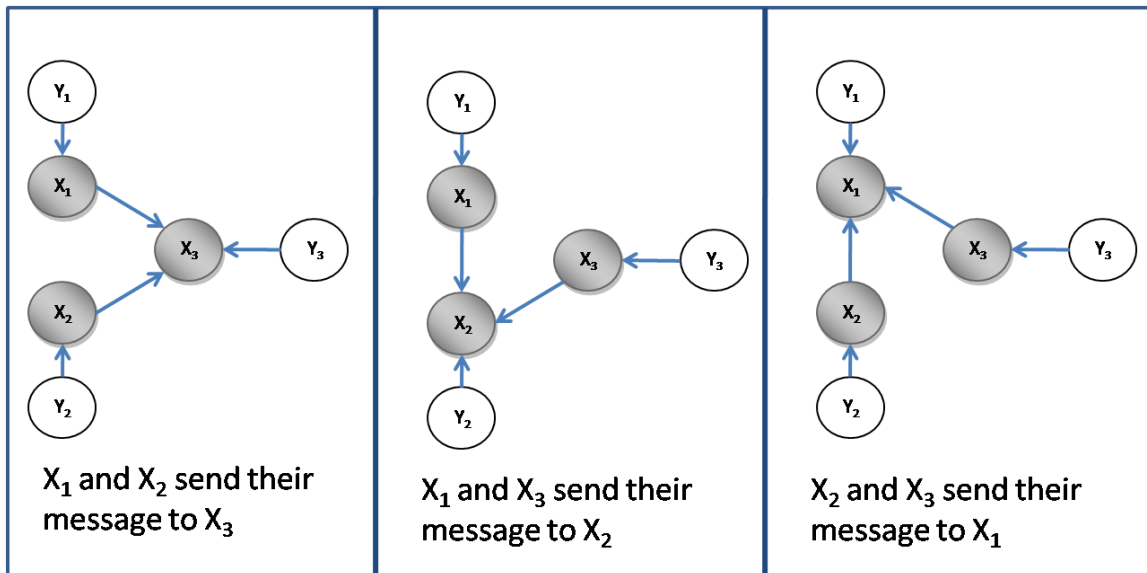 Y₁
X₁
X₃
Y₃
X₂
Y₂
X₁ and X₂ send their
message to X₃
Y₁
X₁
X₃
Y₃
X₂
Y₂
X₁ and X₃ send their
message to X₂
Y₁
X₁
X₃
Y₃
X₂
Y₂
X₂ and X₃ send their
message to X₁